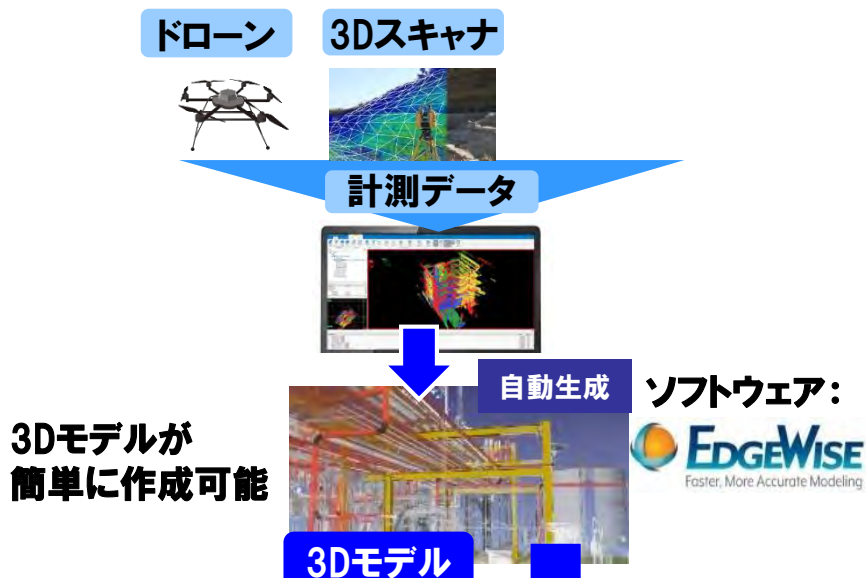 ドローン
3Dスキャナ
計測データ
自動生成
ソフトウェア：
EDGEWISE
Faster, More Accurate Modeling
3Dモデルが
簡単に作成可能
3Dモデル